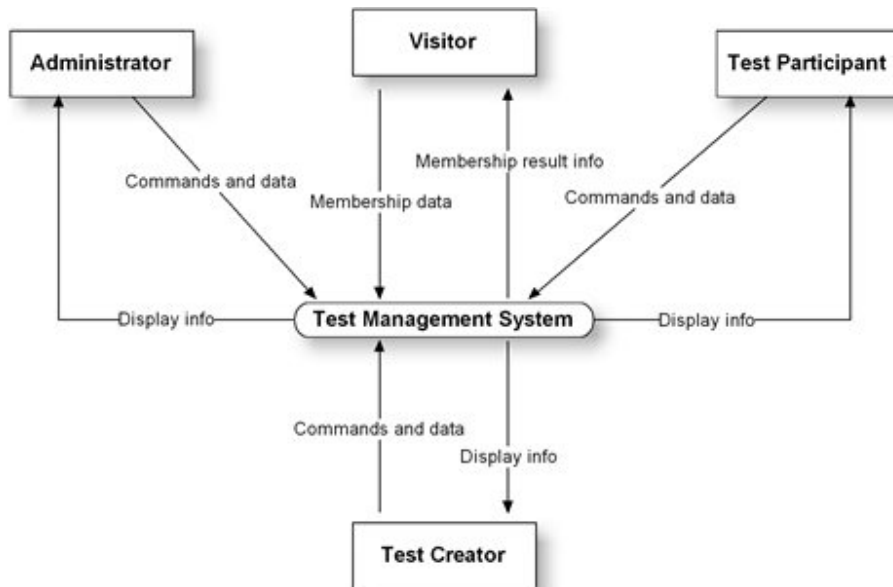 Visitor
Administrator
Test Participant
Membership result info
Commands and data
Commands and data
Membership data
Display info
Test Management System
Display info
Commands and data
Display info
Test Creator